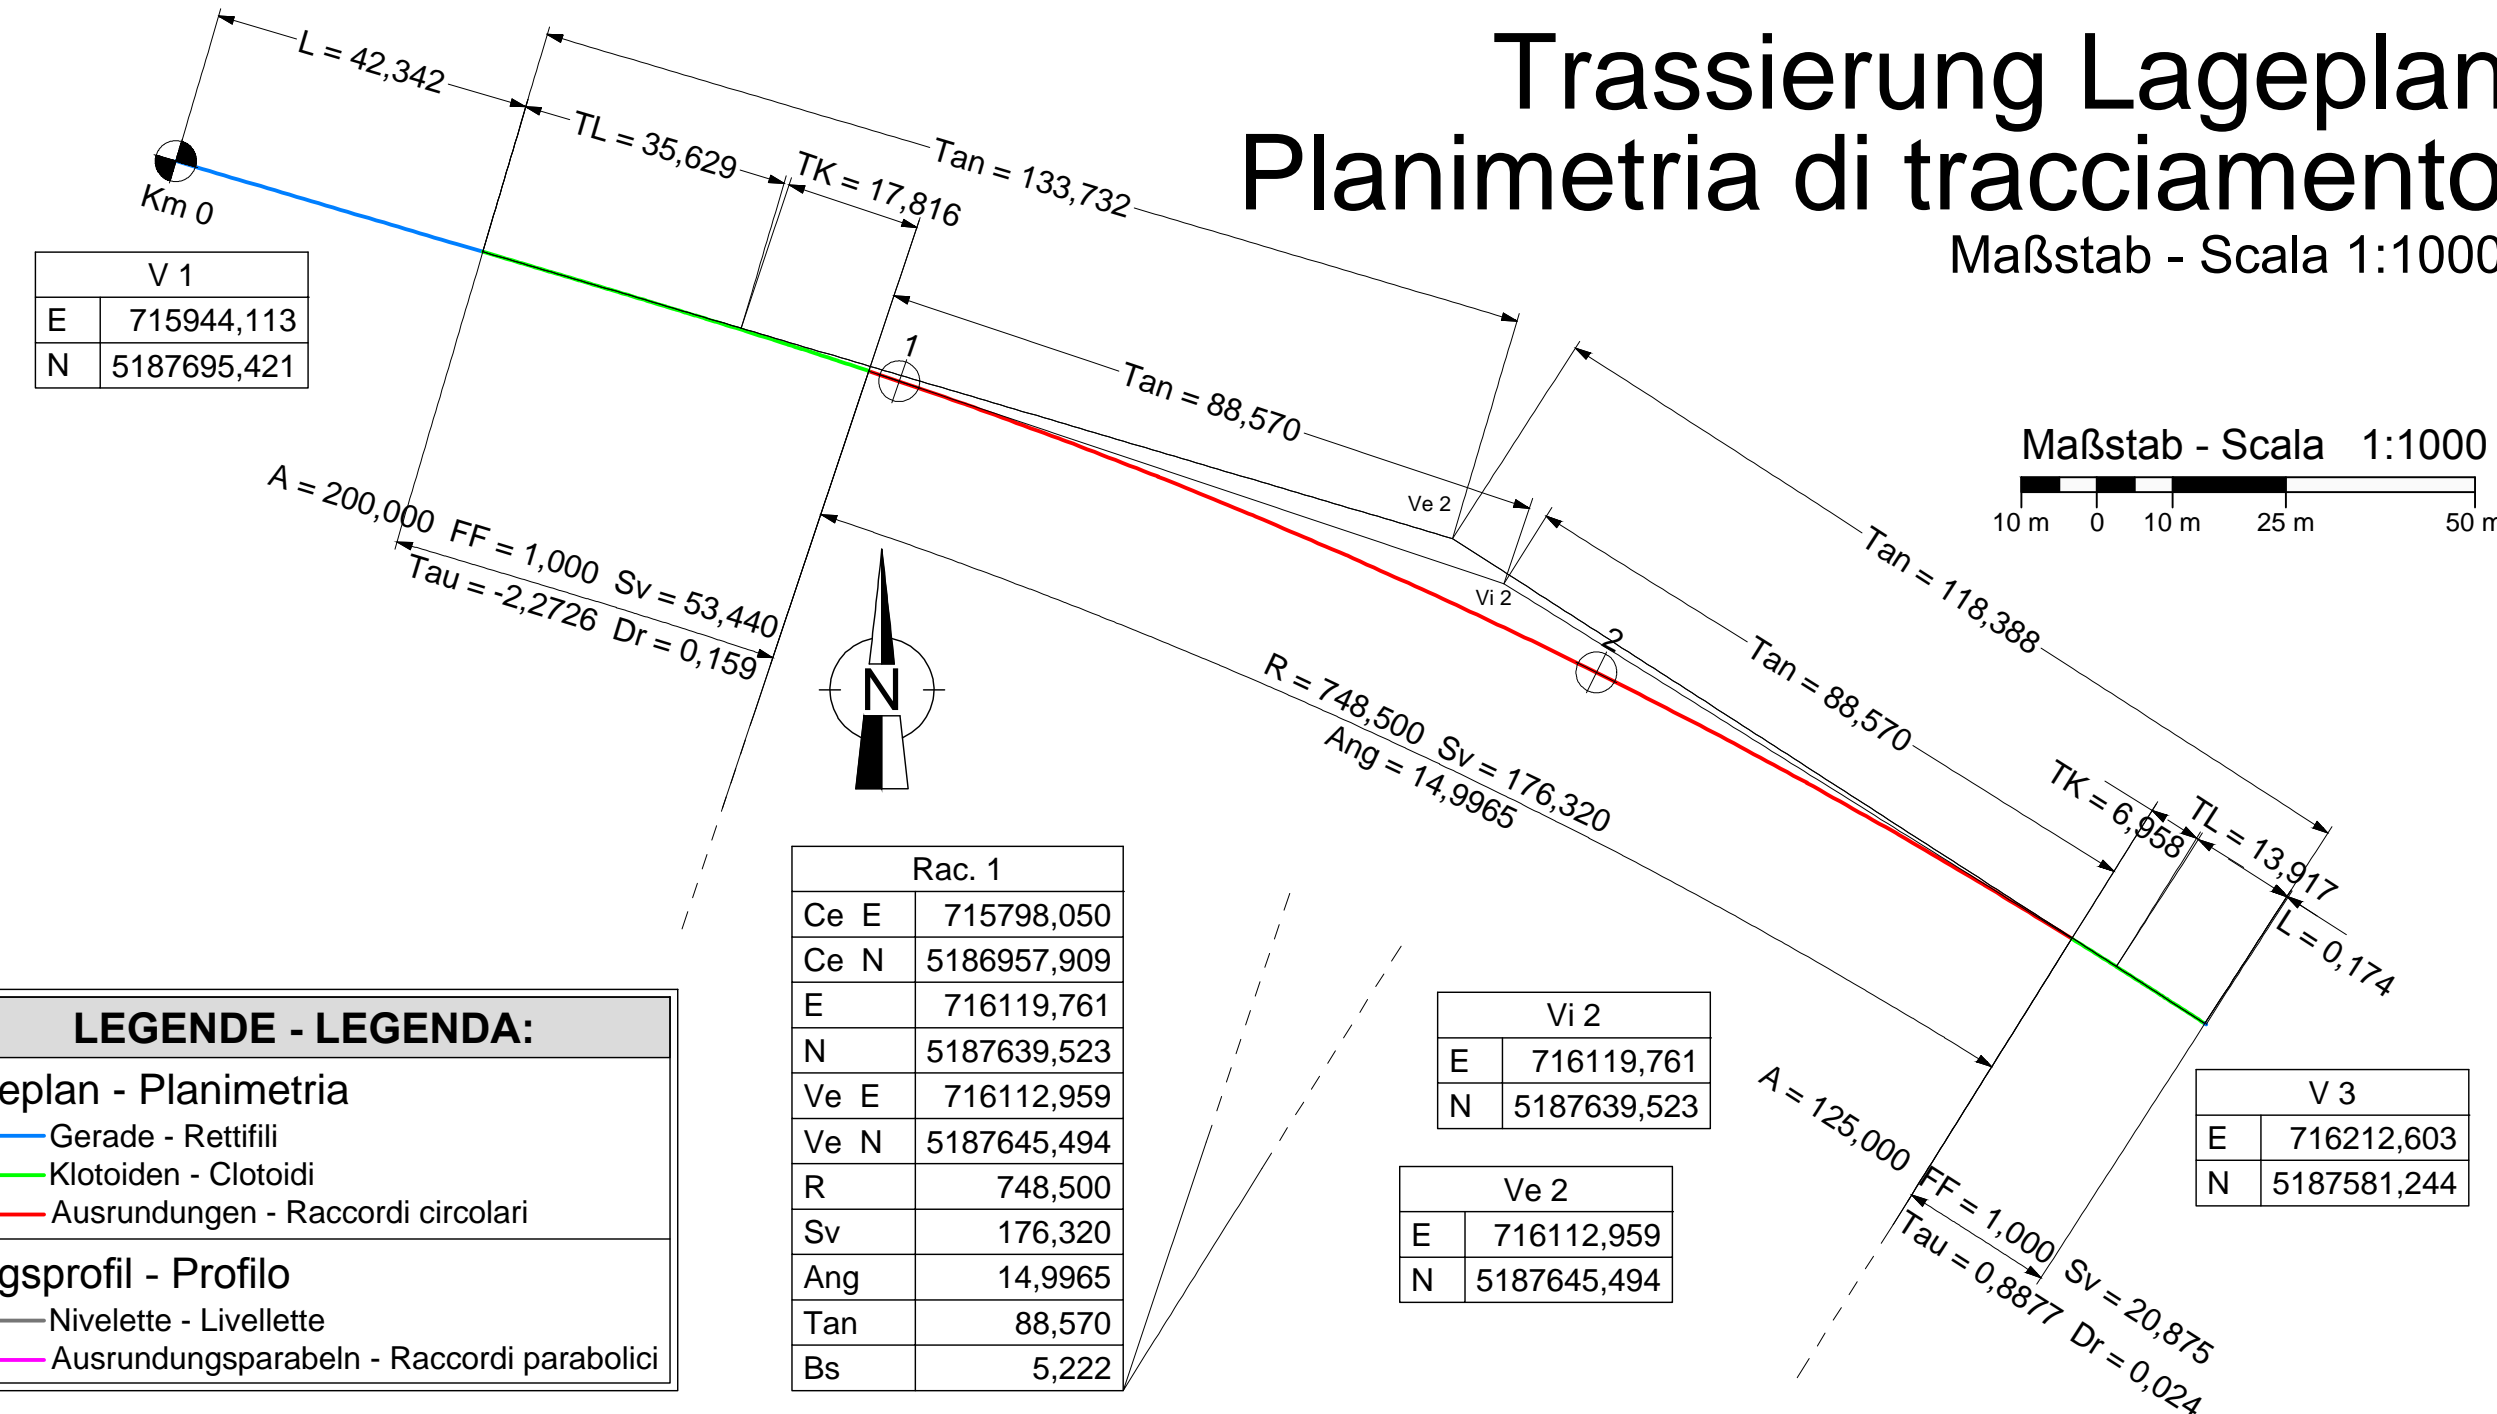 Trassierung Lageplan
Planimetria di tracciamento
Maßstab - Scala 1:1000
L = 42,342
TL = 35,629
TK = 17,816
Tan = 133,732
Km 0
V 1
E 715944,113
N 5187695,421
1
Tan = 88,570
Maßstab - Scala 1:1000
10 m 0 10 m 25 m 50 m
A = 200,000 FF = 1,000 Sv = 53,440
Tau = -2,2726 Dr = 0,159
Ve 2
Vi 2
Tan = 118,388
2
Tan = 88,570
N
R = 748,500 Sv = 176,320
Ang = 14,9965
TK = 6,958
TL = 13,917
L = 0,174
Rac. 1
Ce E 715798,050
Ce N 5186957,909
E 716119,761
N 5187639,523
Ve E 716112,959
Ve N 5187645,494
R 748,500
Sv 176,320
Ang 14,9965
Tan 88,570
Bs 5,222
Vi 2
E 716119,761
N 5187639,523
Ve 2
E 716112,959
N 5187645,494
A = 125,000 FF = 1,000 Sv = 20,875
Tau = 0,8877 Dr = 0,024
V 3
E 716212,603
N 5187581,244
LEGENDE - LEGENDA:
eplan - Planimetria
Gerade - Rettifili
Klotoiden - Clotoidi
Ausrundungen - Raccordi circolari
gsprofil - Profilo
Nivelette - Livellette
Ausrundungsparabeln - Raccordi parabolici